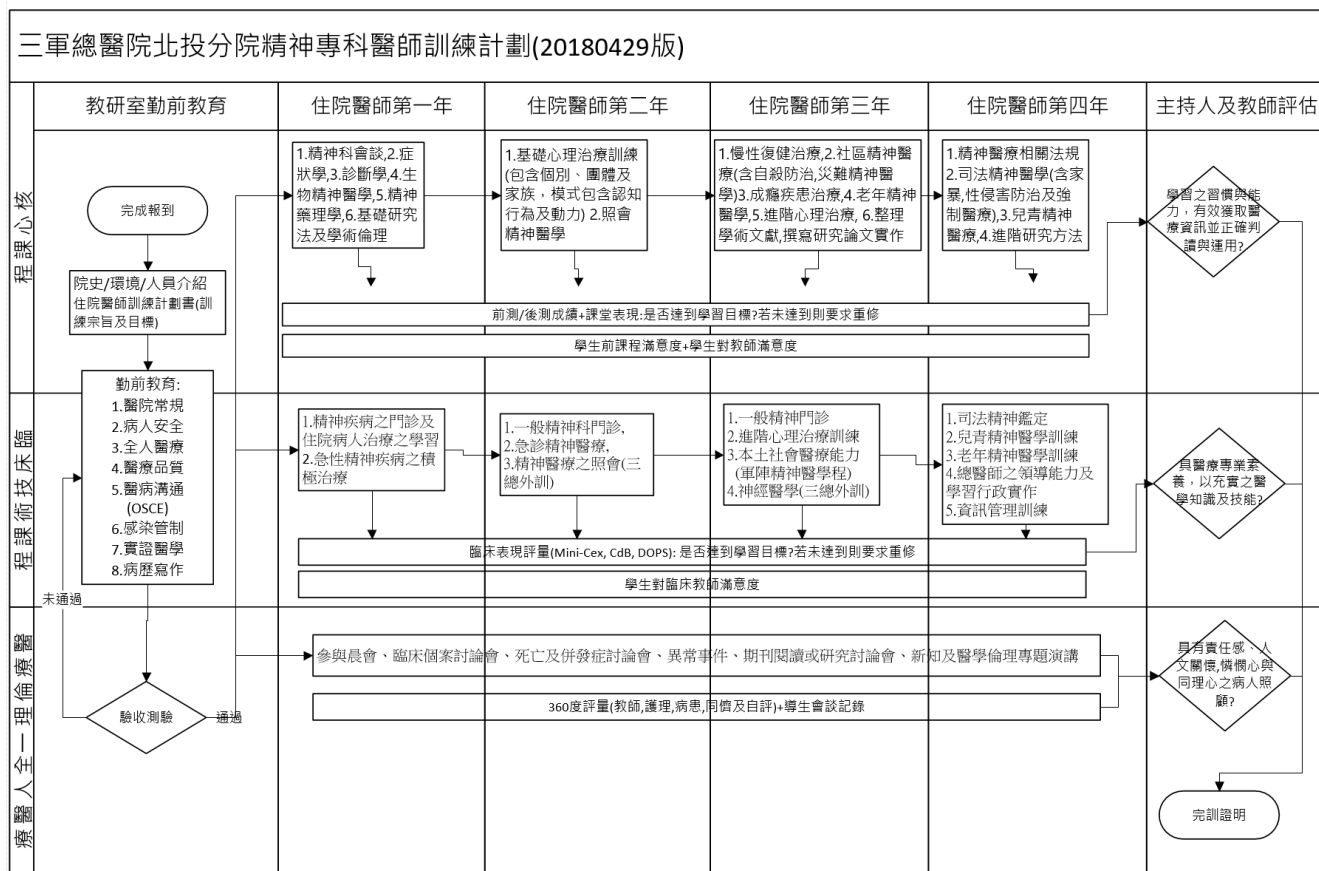 三軍總醫院北投分院精神專科醫師訓練計劃(20180429版)
教研室勤前教育
住院醫師第一年
住院醫師第二年
住院醫師第三年
住院醫師第四年
主持人及教師評估
程課心核
完成報到
院史/環境/人員介紹
住院醫師訓練計劃書(訓
練宗旨及目標)
1.精神科會談,2.症
狀學,3.診斷學,4.生
物精神醫學,5.精神
藥理學,6.基礎研究
法及學術倫理
1.基礎心理治療訓練
(包含個別、團體及
家族，模式包含認知
行為及動力) 2.照會
精神醫學
1.慢性復健治療,2.社區精神醫
療(含自殺防治,災難精神醫
學)3.成癮疾患治療,4.老年精神
醫學,5.進階心理治療, 6.整理
學術文獻,撰寫研究論文實作
1.精神醫療相關法規
2.司法精神醫學(含家
暴,性侵害防治及強
制醫療),3.兒青精神
醫療,4.進階研究方法
學習之習慣與能
力，有效獲取醫
療資訊並正確判
讀與運用?
前測/後測成績+課堂表現:是否達到學習目標?若未達到則要求重修
學生前課程滿意度+學生對教師滿意度
程課術技床臨
勤前教育:
1.醫院常規
2.病人安全
3.全人醫療
4.醫療品質
5.醫病溝通
(OSCE)
6.感染管制
7.實證醫學
8.病歷寫作
1.精神疾病之門診及
住院病人治療之學習
2.急性精神疾病之積
極治療
1.一般精神科門診,
2.急診精神醫療,
3.精神醫療之照會(三
總外訓)
1.一般精神門診
2.進階心理治療訓練
3.本土社會醫療能力
(軍陣精神醫學程)
4.神經醫學(三總外訓)
1.司法精神鑑定
2.兒青精神醫學訓練
3.老年精神醫學訓練
4.總醫師之領導能力及
學習行政實作
5.資訊管理訓練
具醫療專業素
養，以充實之醫
學知識及技能?
臨床表現評量(Mini-Cex, CdB, DOPS): 是否達到學習目標?若未達到則要求重修
學生對臨床教師滿意度
未通過
療醫人全一理倫療醫
驗收測驗
通過
參與晨會、臨床個案討論會、死亡及併發症討論會、異常事件、期刊閱讀或研究討論會、新知及醫學倫理專題演講
360度評量(教師,護理,病患,同儕及自評)+導生會談記錄
具有責任感、人
文關懷,憐憫心與
同理心之病人照
顧?
完訓證明